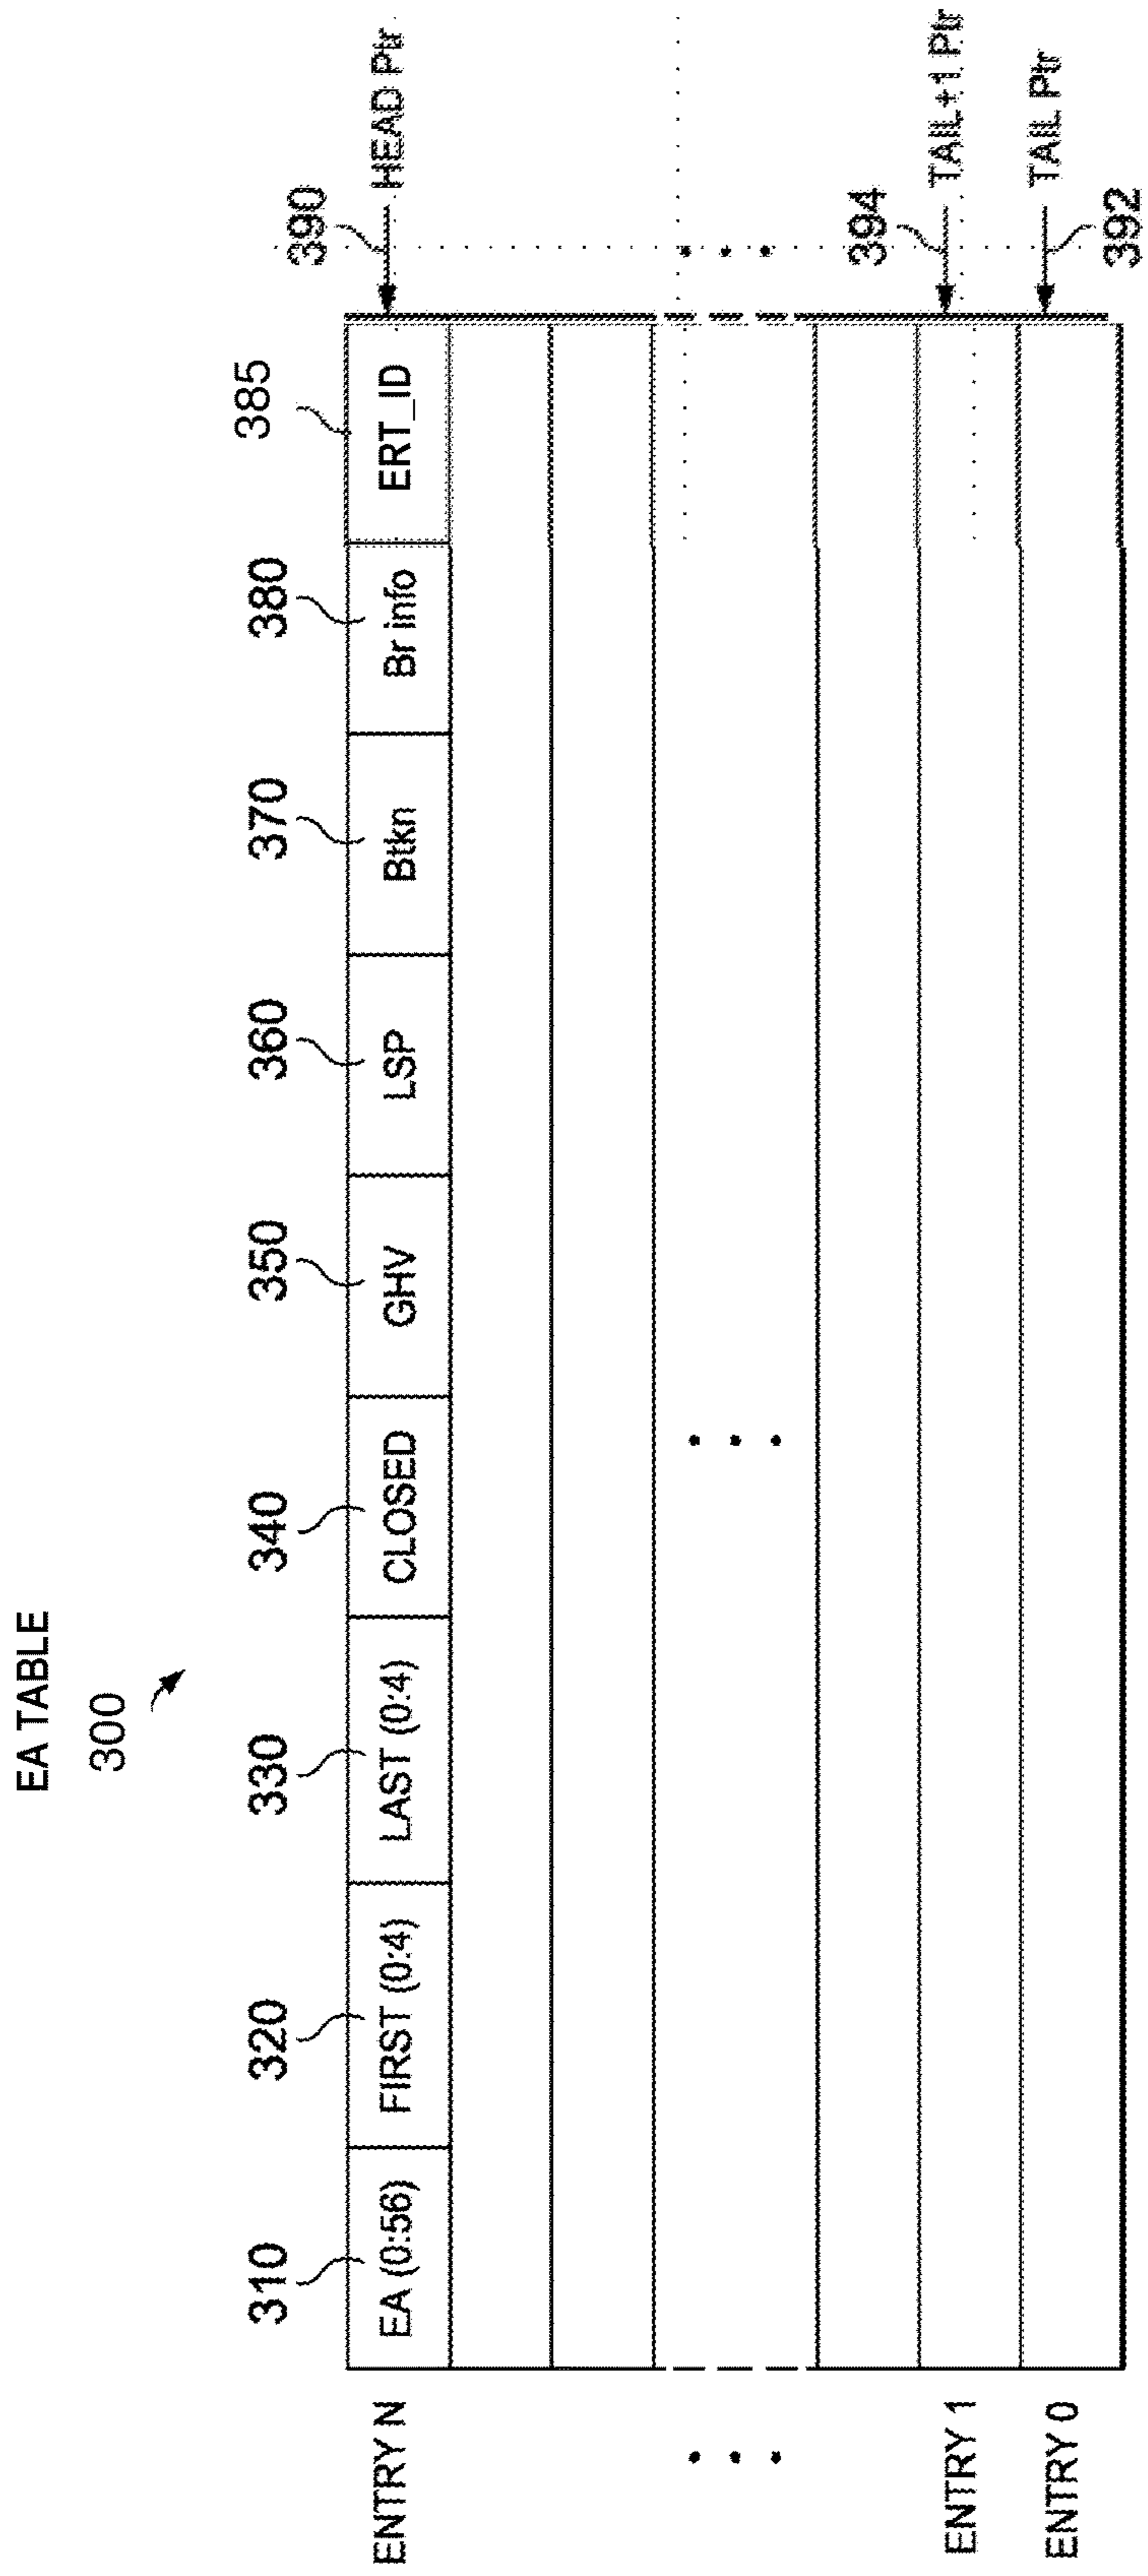 EA TABLE
300
310 320 330 340 350 360 370 380 385
ENTRY N EA (0:56) FIRST (0:4) LAST (0:4) CLOSED GHV LSP Btkn Br info ERT_ID 390 HEAD Ptr
ENTRY 1 394 TAIL+1 Ptr
ENTRY 0 392 TAIL Ptr